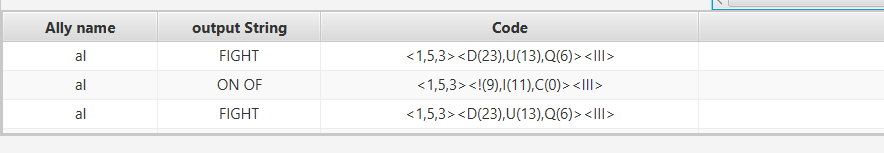 Ally name output String Code
al FIGHT <1,5,3><D(23),U(13),Q(6)><III>
al ON OF <1,5,3><!(9),I(11),C(0)><III>
al FIGHT <1,5,3><D(23),U(13),Q(6)><III>